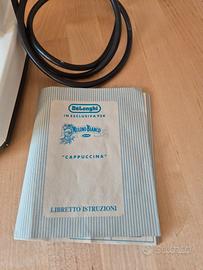 DeLonghi
IN ESCLUSIVA PER
MULINO BIANCO
"CAPPUCCINA"
LIBRETTO ISTRUZIONI